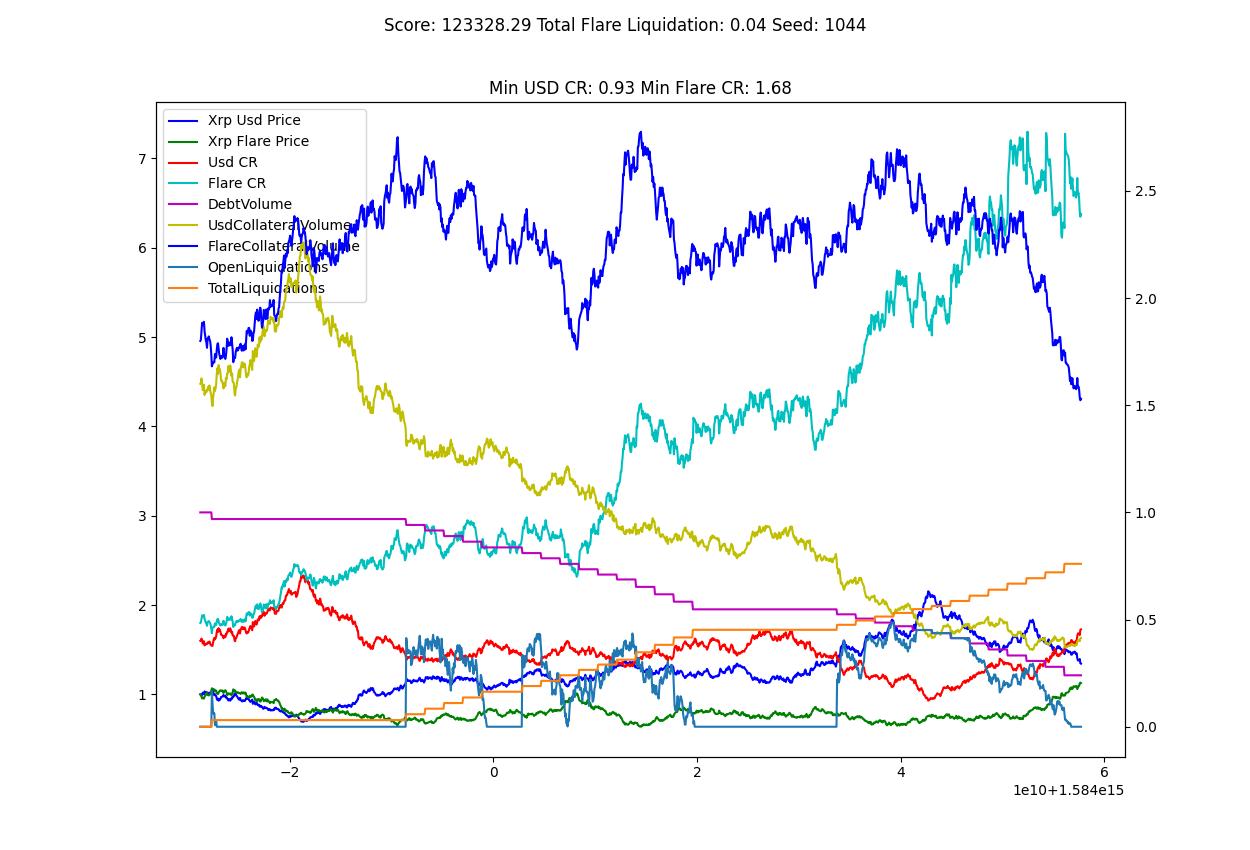 Score: 123328.29 Total Flare Liquidation: 0.04 Seed: 1044
Min USD CR: 0.93 Min Flare CR: 1.68
Xrp Usd Price
Xrp Flare Price
Usd CR
Flare CR
DebtVolume
UsdCollateralVolume
FlareCollateralVolume
OpenLiquidations
TotalLiquidations
7
6
5
4
3
2
1
2.5
2.0
1.5
1.0
0.5
0.0
−2 0 2 4 6
1e10+1.584e15